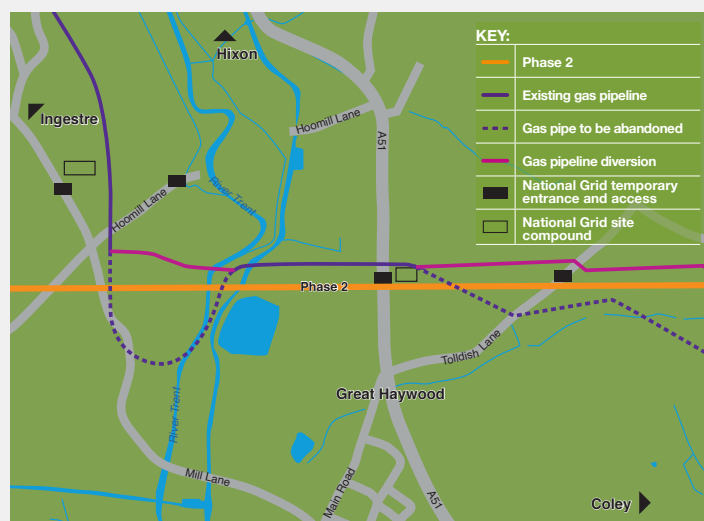 KEY:
Phase 2
Existing gas pipeline
Gas pipe to be abandoned
Gas pipeline diversion
National Grid temporary
entrance and access
National Grid site
compound
Hixon
Ingestre
Hoomill Lane
A51
Hoomill Lane
River Trent
Phase 2
Tolldish Lane
Great Haywood
River Trent
Mill Lane
Main Road
A51
Coley